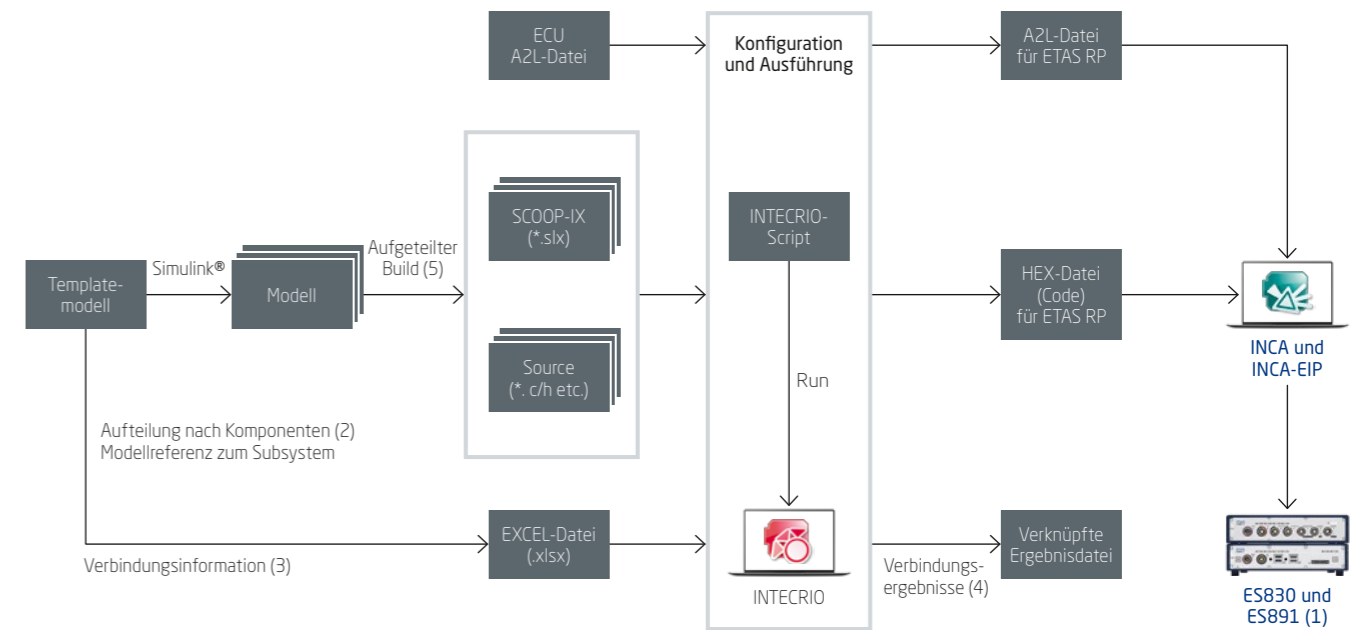 ECU
A2L-Datei
Konfiguration
und Ausführung
A2L-Datei
für ETAS RP
SCOOP-IX
(*.slx)
INTECRIO-
Script
Aufgeteilter
Build (5)
Simulink®
Template-
modell
Modell
HEX-Datei
(Code)
für ETAS RP
INCA und
INCA-EIP
Source
(*. c/h etc.)
Run
Aufteilung nach Komponenten (2)
Modellreferenz zum Subsystem
EXCEL-Datei
(.xlsx)
Verknüpfte
Ergebnisdatei
Verbindungsinformation (3)
INTECRIO
Verbindungs-
ergebnisse (4)
ES830 und
ES891 (1)